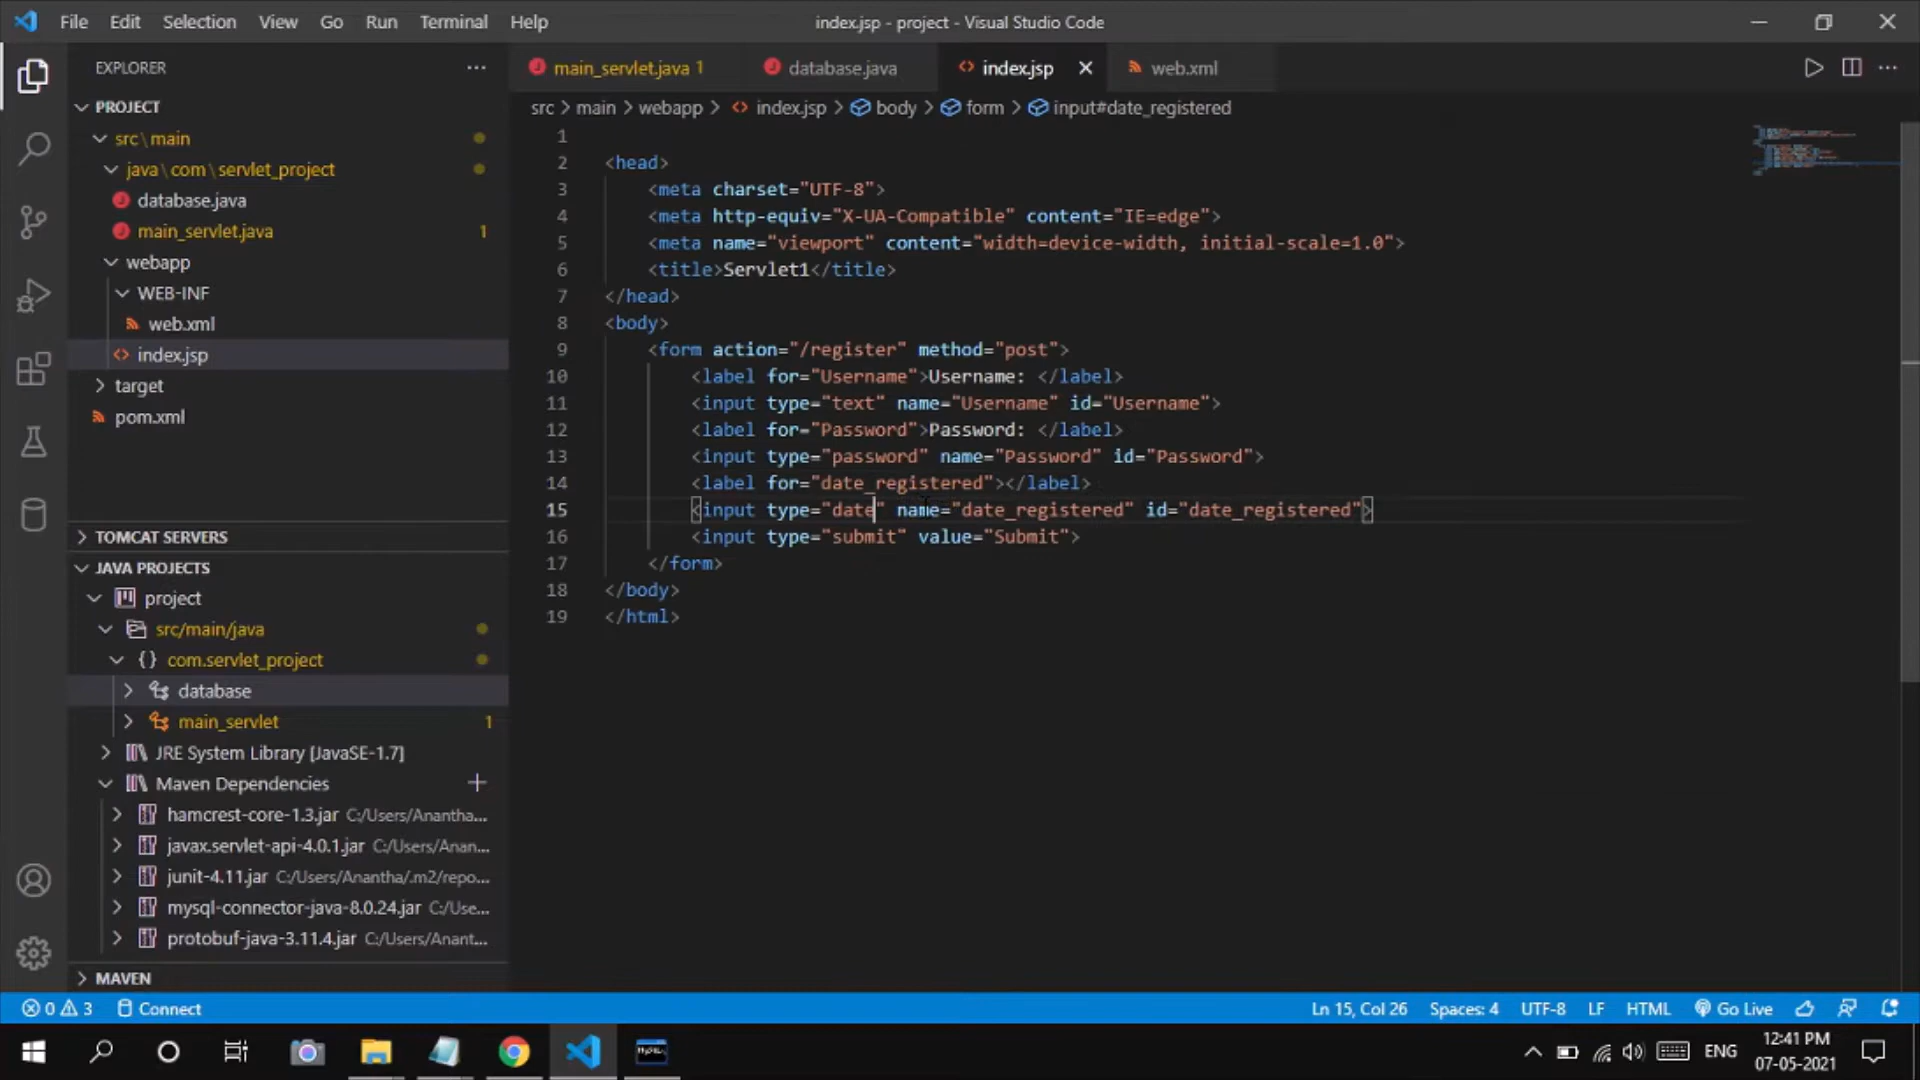 File Edit Selection View Go Run Terminal Help
index.jsp - project - Visual Studio Code
EXPLORER
PROJECT
src\main
java\com\servlet_project
database.java
main_servlet.java 1
webapp
WEB-INF
web.xml
index.jsp
target
pom.xml
TOMCAT SERVERS
JAVA PROJECTS
project
src/main/java
com.servlet_project
database
main_servlet 1
JRE System Library [JavaSE-1.7]
Maven Dependencies
hamcrest-core-1.3.jar C:/Users/Anantha...
javax.servlet-api-4.0.1.jar C:/Users/Anan...
junit-4.11.jar C:/Users/Anantha/.m2/repo...
mysql-connector-java-8.0.24.jar C:/Use...
protobuf-java-3.11.4.jar C:/Users/Anant...
MAVEN
main_servlet.java 1 database.java index.jsp web.xml
src > main > webapp > index.jsp > body > form > input#date_registered
1
2 <head>
3 <meta charset="UTF-8">
4 <meta http-equiv="X-UA-Compatible" content="IE=edge">
5 <meta name="viewport" content="width=device-width, initial-scale=1.0">
6 <title>Servlet1</title>
7 </head>
8 <body>
9 <form action="/register" method="post">
10 <label for="Username">Username: </label>
11 <input type="text" name="Username" id="Username">
12 <label for="Password">Password: </label>
13 <input type="password" name="Password" id="Password">
14 <label for="date_registered"></label>
15 <input type="date" name="date_registered" id="date_registered">
16 <input type="submit" value="Submit">
17 </form>
18 </body>
19 </html>
0 3 Connect
Ln 15, Col 26 Spaces: 4 UTF-8 LF HTML Go Live
ENG
12:41 PM
07-05-2021